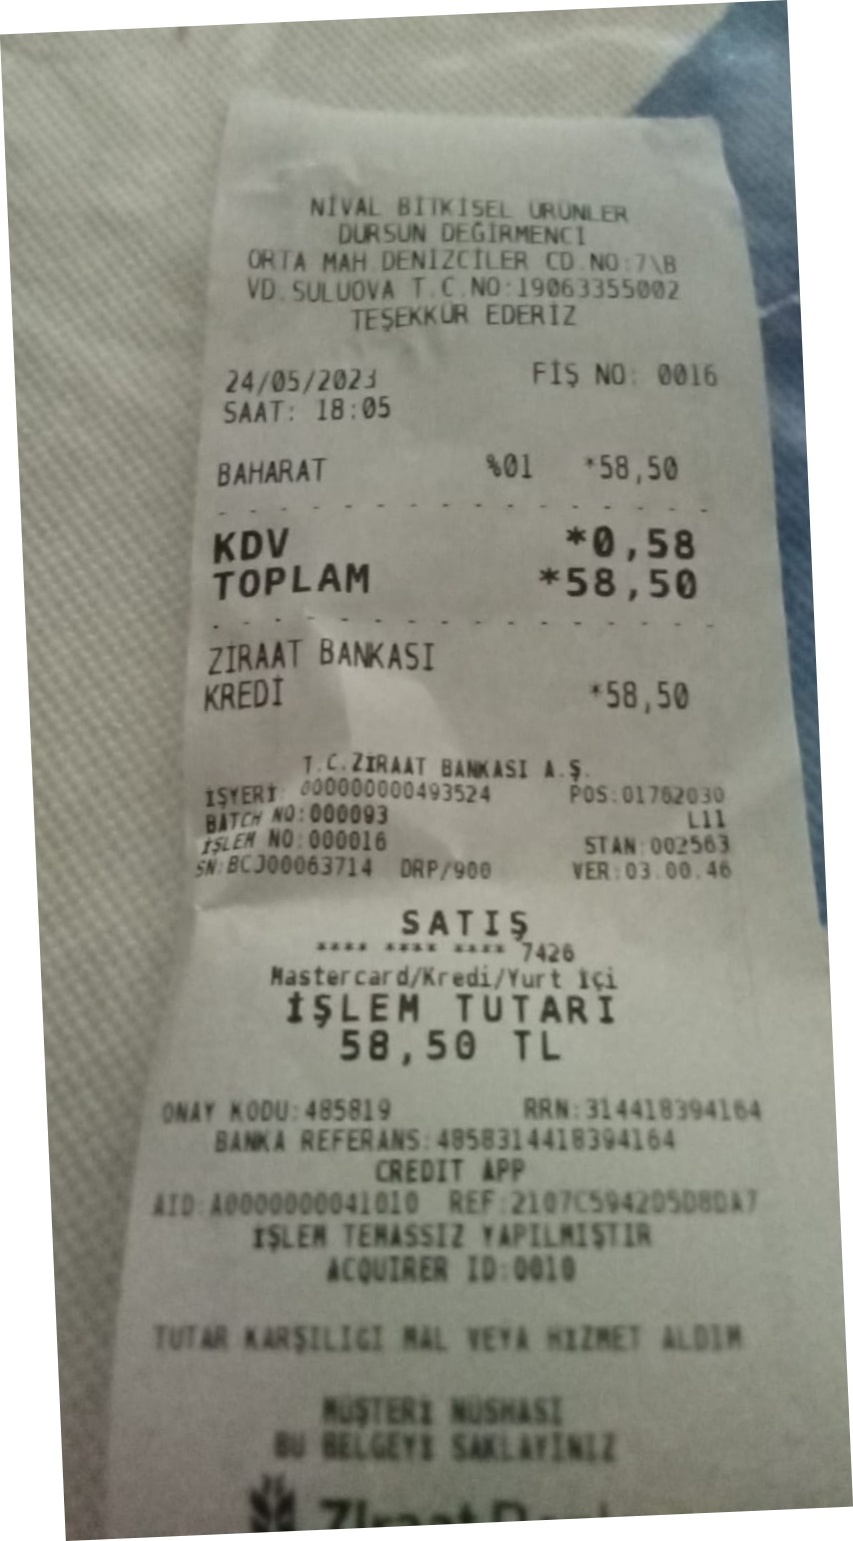 NİVAL BİTKİSEL ÜRÜNLER
DURSUN DEĞİRMENCİ
ORTA MAH.DENİZCİLER CD.NO:7\B
VD.SULUOVA T.C.NO:19063355002
TEŞEKKÜR EDERİZ
24/05/2023 FİŞ NO: 0016
SAAT: 18:05
BAHARAT %01 *58,50
KDV *0,58
TOPLAM *58,50
ZİRAAT BANKASI
KREDİ *58,50
T.C.ZİRAAT BANKASI A.Ş.
İŞYERİ: 000000000493524 POS:01762030
BATCH NO:000093 L11
İŞLEM NO:000016 STAN:002563
SN:BCJ00063714 DRP/900 VER:03.00.46
SATIŞ
**** **** **** 7426
Mastercard/Kredi/Yurt İçi
İŞLEM TUTARI
58,50 TL
ONAY KODU:485819 RRN:314418394164
BANKA REFERANS:4858314418394164
CREDIT APP
AID:A0000000041010 REF:2107C5942D5D8DA7
İŞLEM TEMASSIZ YAPILMIŞTIR
ACQUIRER ID:0010
TUTAR KARŞILIĞI MAL VEYA HİZMET ALDIM
MÜŞTERİ NÜSHASI
BU BELGEYİ SAKLAYINIZ
Ziraat